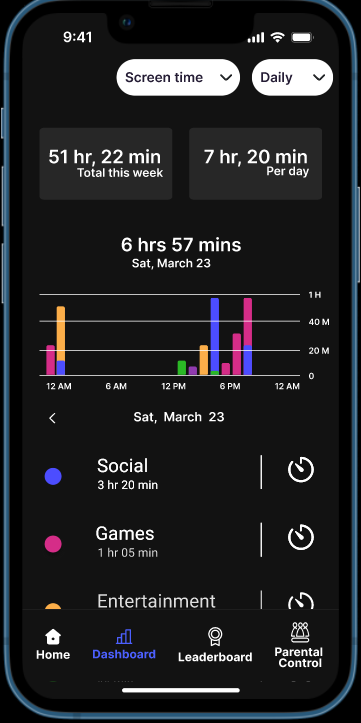 9:41
Screen time
Daily
51 hr, 22 min
Total this week
7 hr, 20 min
Per day
6 hrs 57 mins
Sat, March 23
1 H
40 M
20 M
0
12 AM 6 AM 12 PM 6 PM 12 AM
Sat, March 23
Social
3 hr 20 min
Games
1 hr 05 min
Entertainment
Home
Dashboard
Leaderboard
Parental
Control